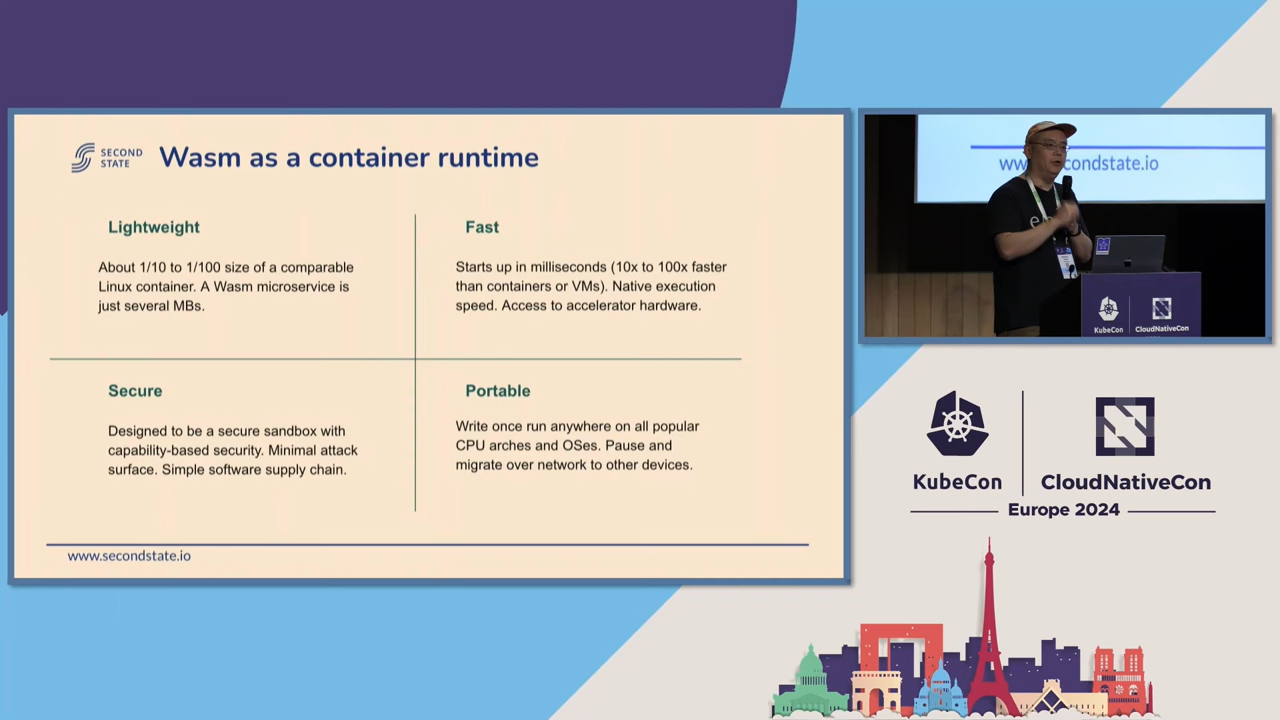 SECOND
STATE
Wasm as a container runtime
Lightweight
About 1/10 to 1/100 size of a comparable
Linux container. A Wasm microservice is
just several MBs.
Fast
Starts up in milliseconds (10x to 100x faster
than containers or VMs). Native execution
speed. Access to accelerator hardware.
Secure
Designed to be a secure sandbox with
capability-based security. Minimal attack
surface. Simple software supply chain.
Portable
Write once run anywhere on all popular
CPU arches and OSes. Pause and
migrate over network to other devices.
www.secondstate.io
secondstate.io
KubeCon
CloudNativeCon
KubeCon
CloudNativeCon
Europe 2024